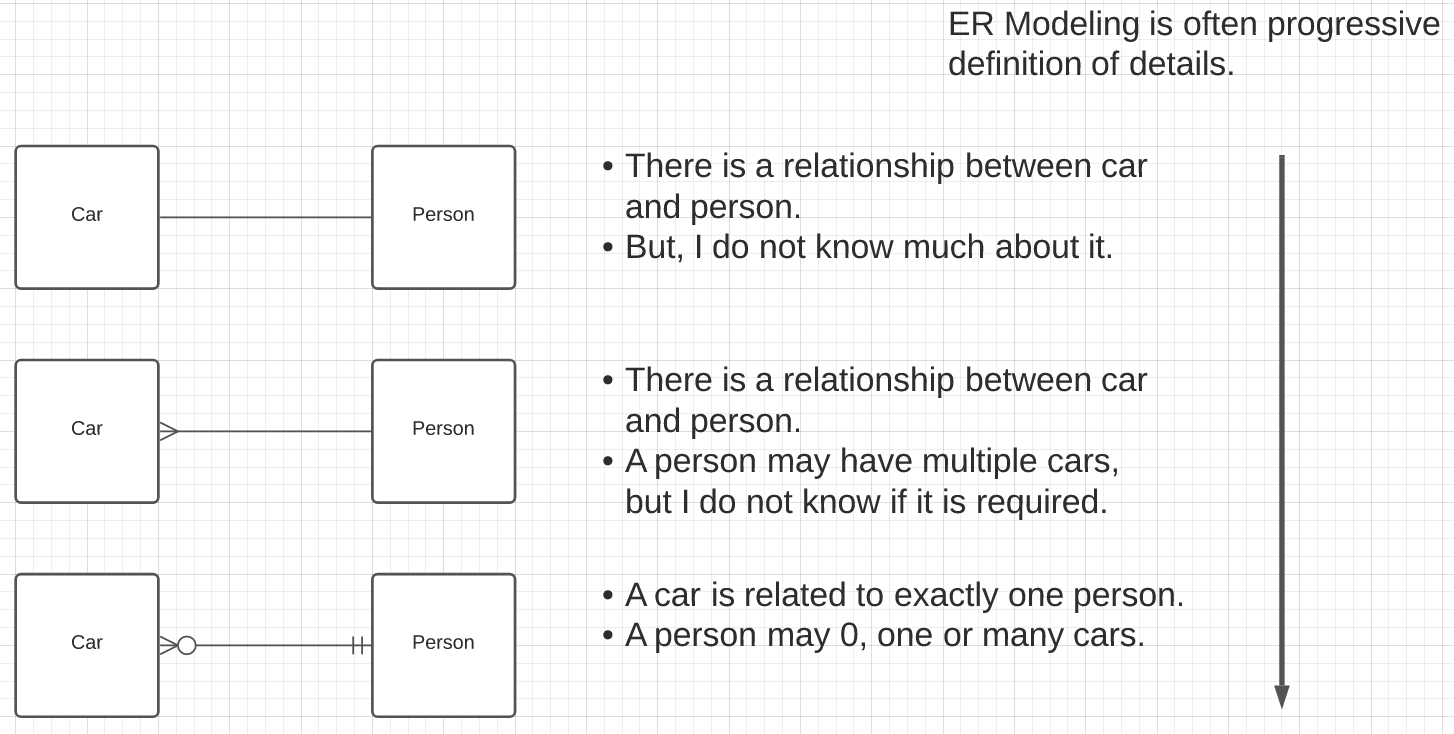 ER Modeling is often progressive
definition of details.
Car
Person
• There is a relationship between car
and person.
• But, I do not know much about it.
Car
Person
• There is a relationship between car
and person.
• A person may have multiple cars,
but I do not know if it is required.
Car
Person
• A car is related to exactly one person.
• A person may 0, one or many cars.